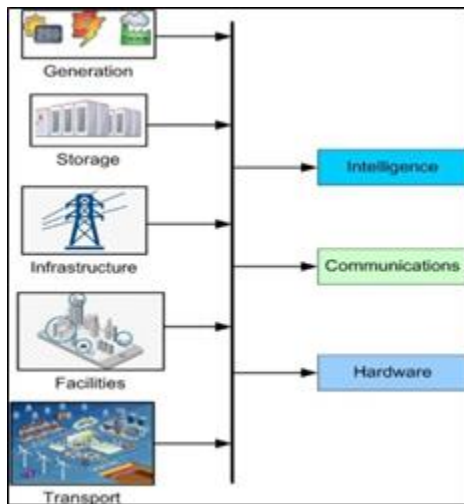 Generation
Storage
Intelligence
Infrastructure
Communications
Facilities
Hardware
Transport